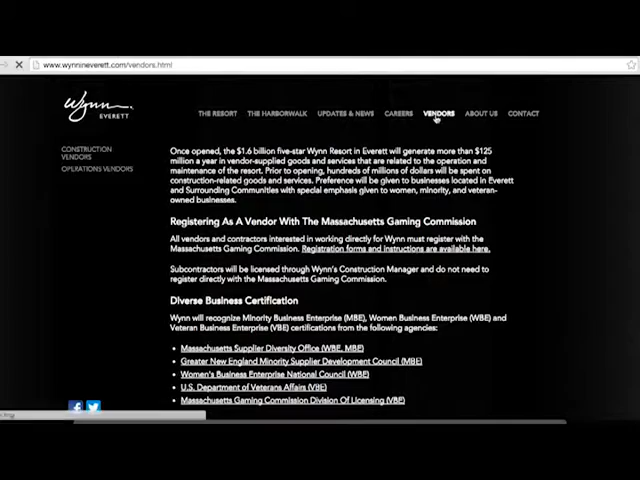 www.wynnineverett.com/vendors.html
Wynn
EVERETT
THE RESORT THE HARBORWALK UPDATES & NEWS CAREERS VENDORS ABOUT US CONTACT
CONSTRUCTION
VENDORS
OPERATIONS VENDORS
Once opened, the $1.6 billion five-star Wynn Resort in Everett will generate more than $125
million a year in vendor-supplied goods and services that are related to the operation and
maintenance of the resort. Prior to opening, hundreds of millions of dollars will be spent on
construction-related goods and services. Preference will be given to businesses located in Everett
and Surrounding Communities with special emphasis given to women, minority, and veteran-
owned businesses.
Registering As A Vendor With The Massachusetts Gaming Commission
All vendors and contractors interested in working directly for Wynn must register with the
Massachusetts Gaming Commission. Registration forms and instructions are available here.
Subcontractors will be licensed through Wynn's Construction Manager and do not need to
register directly with the Massachusetts Gaming Commission.
Diverse Business Certification
Wynn will recognize Minority Business Enterprise (MBE), Women Business Enterprise (WBE) and
Veteran Business Enterprise (VBE) certifications from the following agencies:
• Massachusetts Supplier Diversity Office (WBE, MBE)
• Greater New England Minority Supplier Development Council (MBE)
• Women's Business Enterprise National Council (WBE)
• U.S. Department of Veterans Affairs (VBE)
• Massachusetts Gaming Commission Division Of Licensing (VBE)